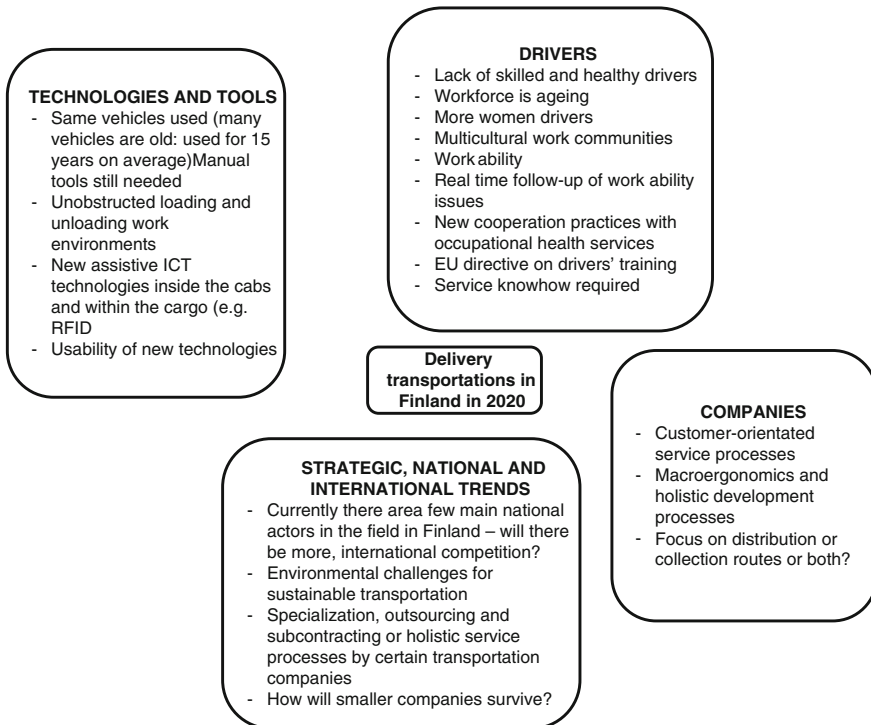 TECHNOLOGIES AND TOOLS
- Same vehicles used (many
vehicles are old: used for 15
years on average)Manual
tools still needed
- Unobstructed loading and
unloading work
environments
- New assistive ICT
technologies inside the cabs
and within the cargo (e.g.
RFID
- Usability of new technologies
DRIVERS
- Lack of skilled and healthy drivers
- Workforce is ageing
- More women drivers
- Multicultural work communities
- Work ability
- Real time follow-up of work ability
issues
- New cooperation practices with
occupational health services
- EU directive on drivers’ training
- Service knowhow required
Delivery
transportations in
Finland in 2020
COMPANIES
- Customer-orientated
service processes
- Macroergonomics and
holistic development
processes
- Focus on distribution or
collection routes or both?
STRATEGIC, NATIONAL AND
INTERNATIONAL TRENDS
- Currently there area few main national
actors in the field in Finland – will there
be more, international competition?
- Environmental challenges for
sustainable transportation
- Specialization, outsourcing and
subcontracting or holistic service
processes by certain transportation
companies
- How will smaller companies survive?